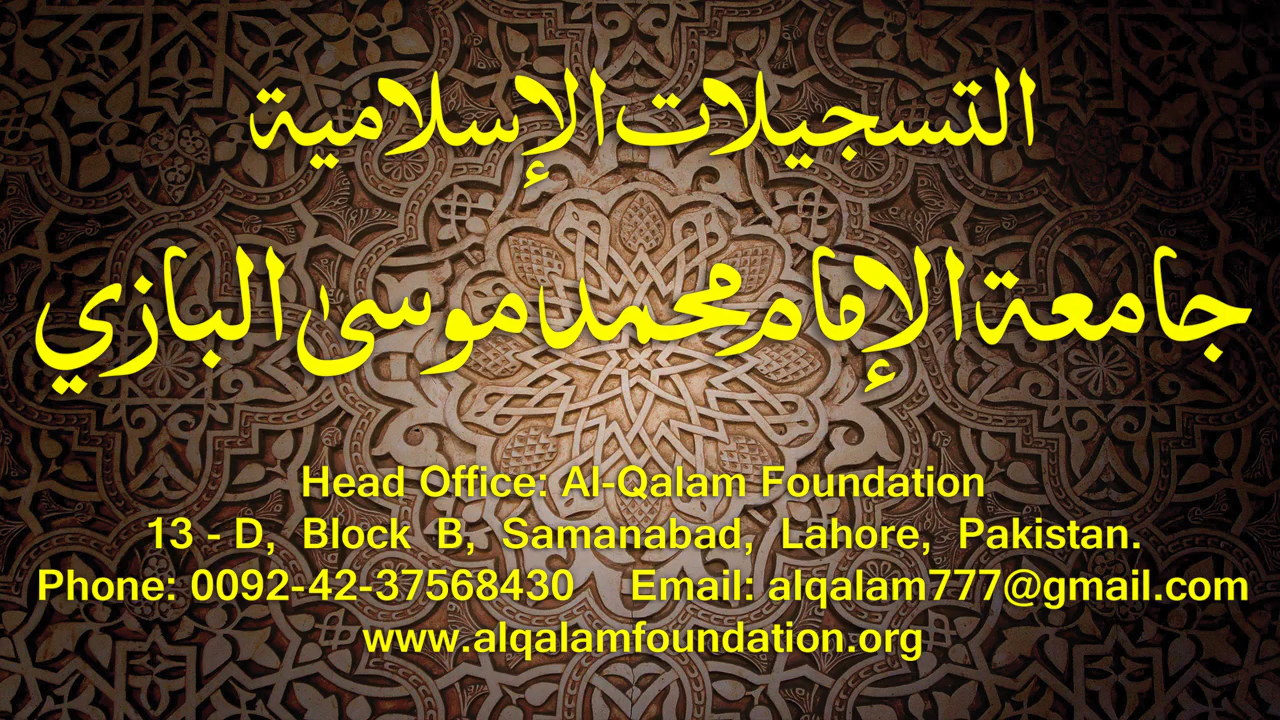 التسجيلات الإسلامية
جامعة الإمام محمد موسىٰ البازي
Head Office: Al-Qalam Foundation
13 - D, Block B, Samanabad, Lahore, Pakistan.
Phone: 0092-42-37568430 Email: alqalam777@gmail.com
www.alqalamfoundation.org